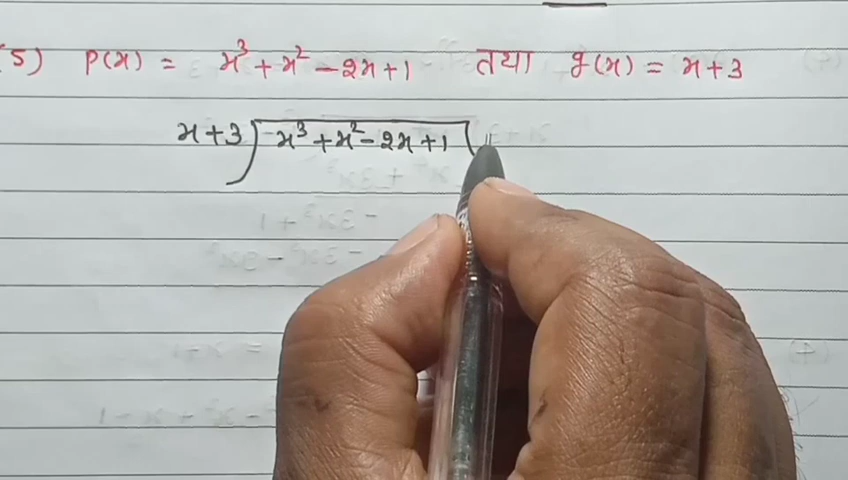 (5) P(x) = x³ + x² - 2x + 1 तथा g(x) = x + 3
x + 3 ) x³ + x² - 2x + 1 (